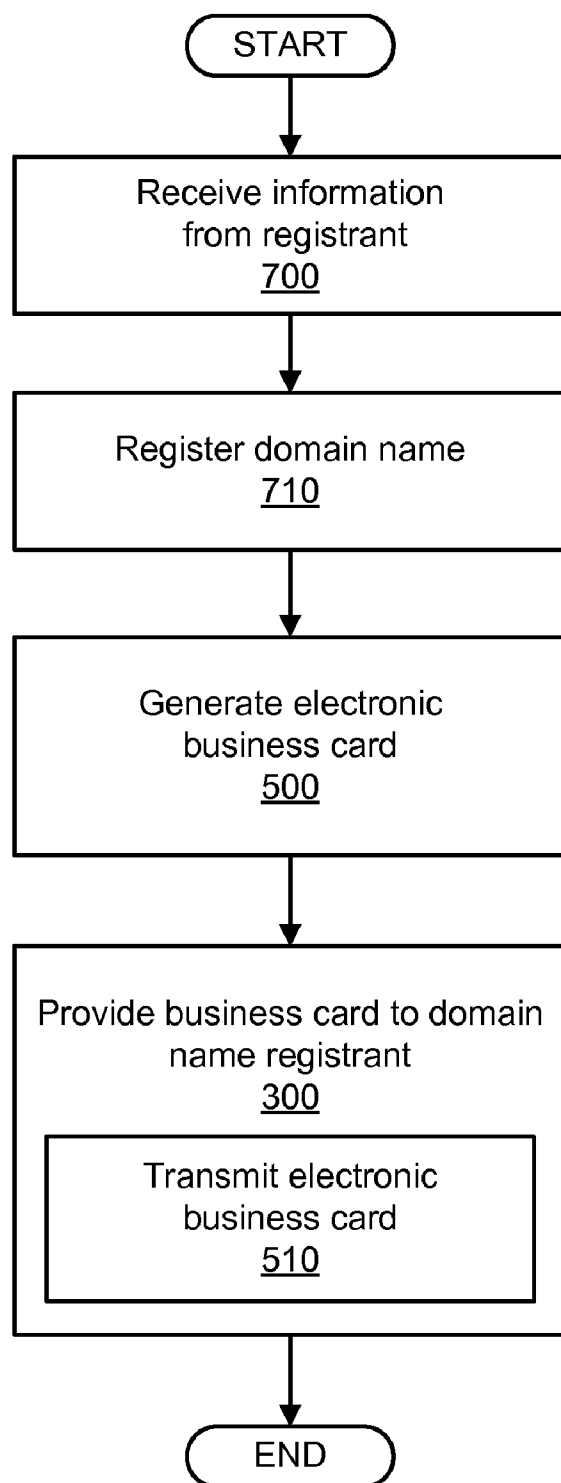 START
Receive information
from registrant
700
Register domain name
710
Generate electronic
business card
500
Provide business card to domain
name registrant
300
Transmit electronic
business card
510
END